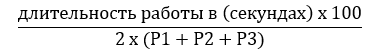 длительность работы в (секундах) x 100
2 x (P1 + P2 + P3)